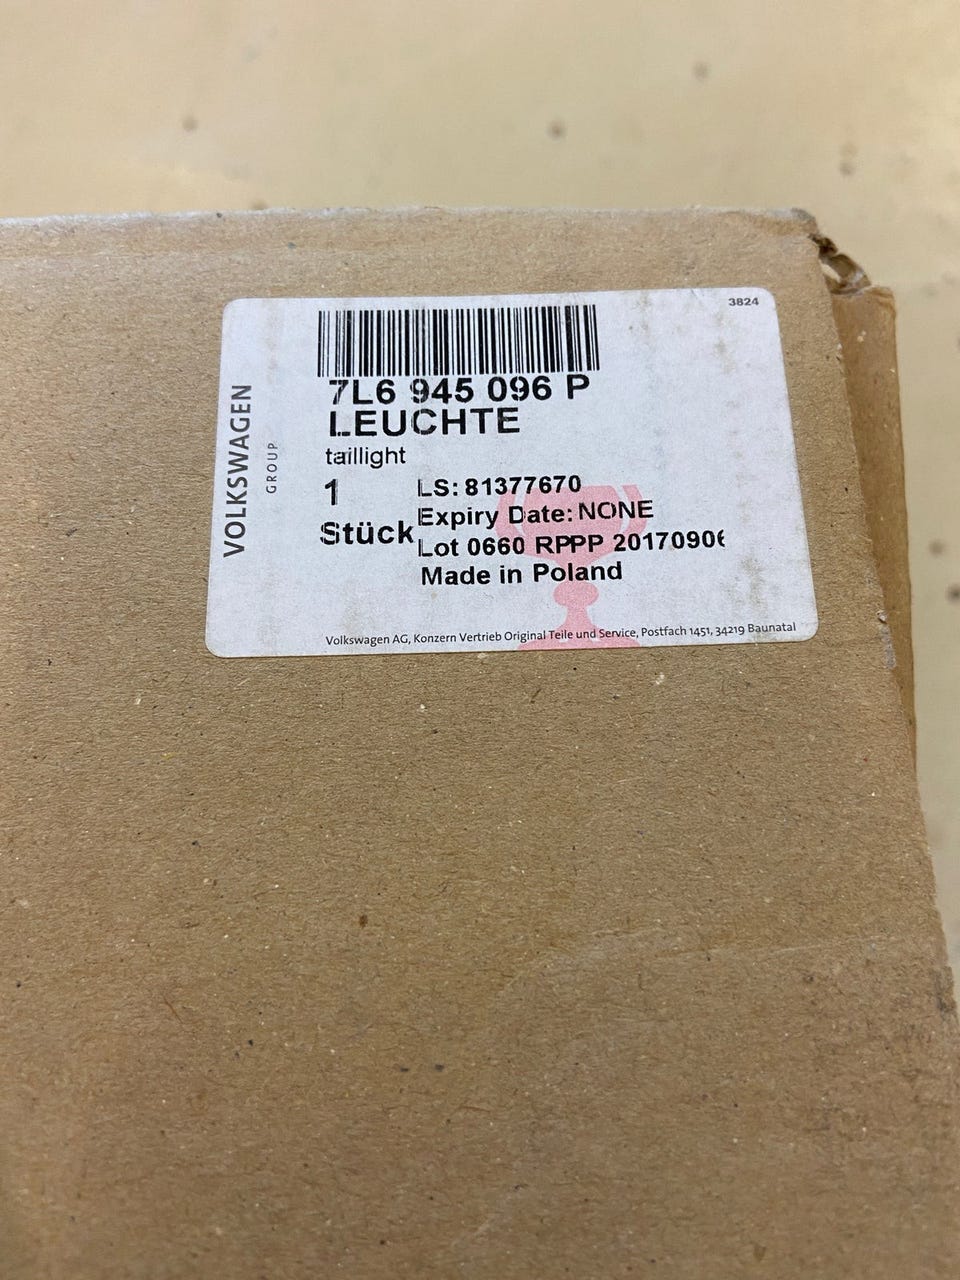 3824
7L6 945 096 P
LEUCHTE
taillight
1
Stück
LS: 81377670
Expiry Date: NONE
Lot 0660 RPPP 20170906
Made in Poland
VOLKSWAGEN
GROUP
Volkswagen AG, Konzern Vertrieb Original Teile und Service, Postfach 1451, 34219 Baunatal